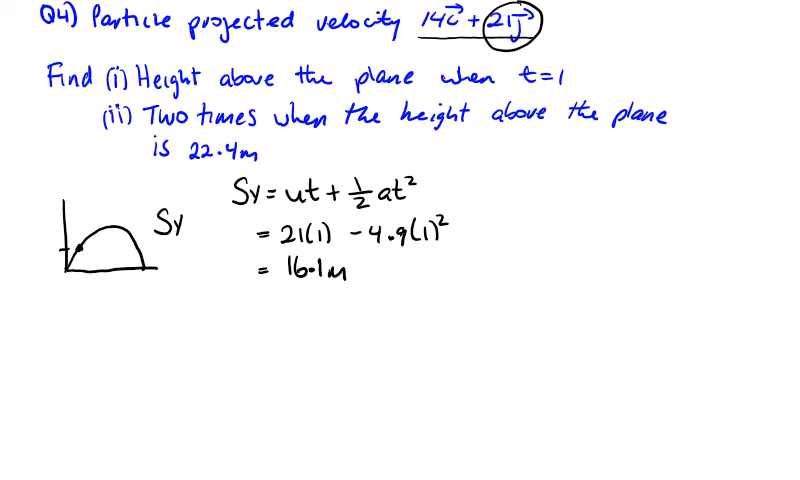 Q4) Particle projected velocity 14i⃗ + 21j⃗
Find (i) Height above the plane when t=1
(ii) Two times when the height above the plane
is 22.4m
Sy = ut + ½at²
= 21(1) - 4.9(1)²
= 16.1m
Sy